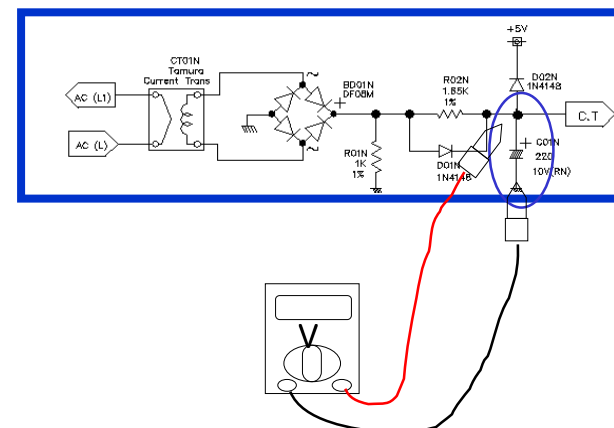 +5V
CT01N
Tamura
Current Trans
AC (L1)
AC (L)
BD01N
DF08M
R02N
1.65K
1%
D02N
1N4148
C.T
R01N
1K
1%
D01N
1N4148
C01N
220
10V(RN)
V